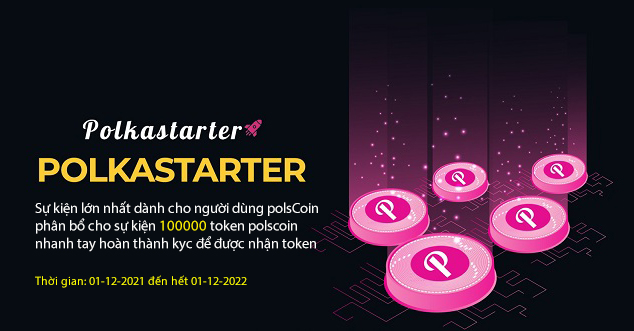 Polkastarter
POLKASTARTER
Sự kiện lớn nhất dành cho người dùng polsCoin
phân bổ cho sự kiện 100000 token polscoin
nhanh tay hoàn thành kyc để được nhận token
Thời gian: 01-12-2021 đến hết 01-12-2022